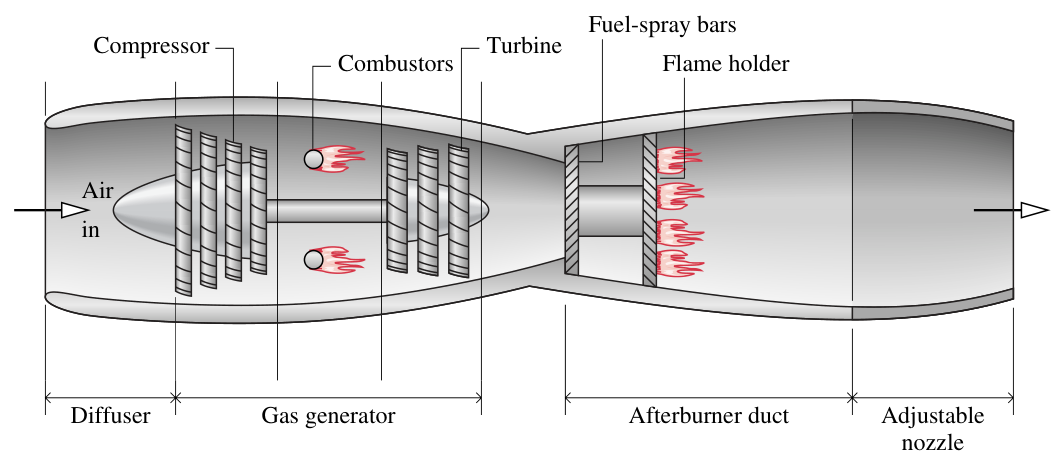 Fuel-spray bars
Compressor
Turbine
Combustors
Flame holder
Air
in
Diffuser
Gas generator
Afterburner duct
Adjustable
nozzle